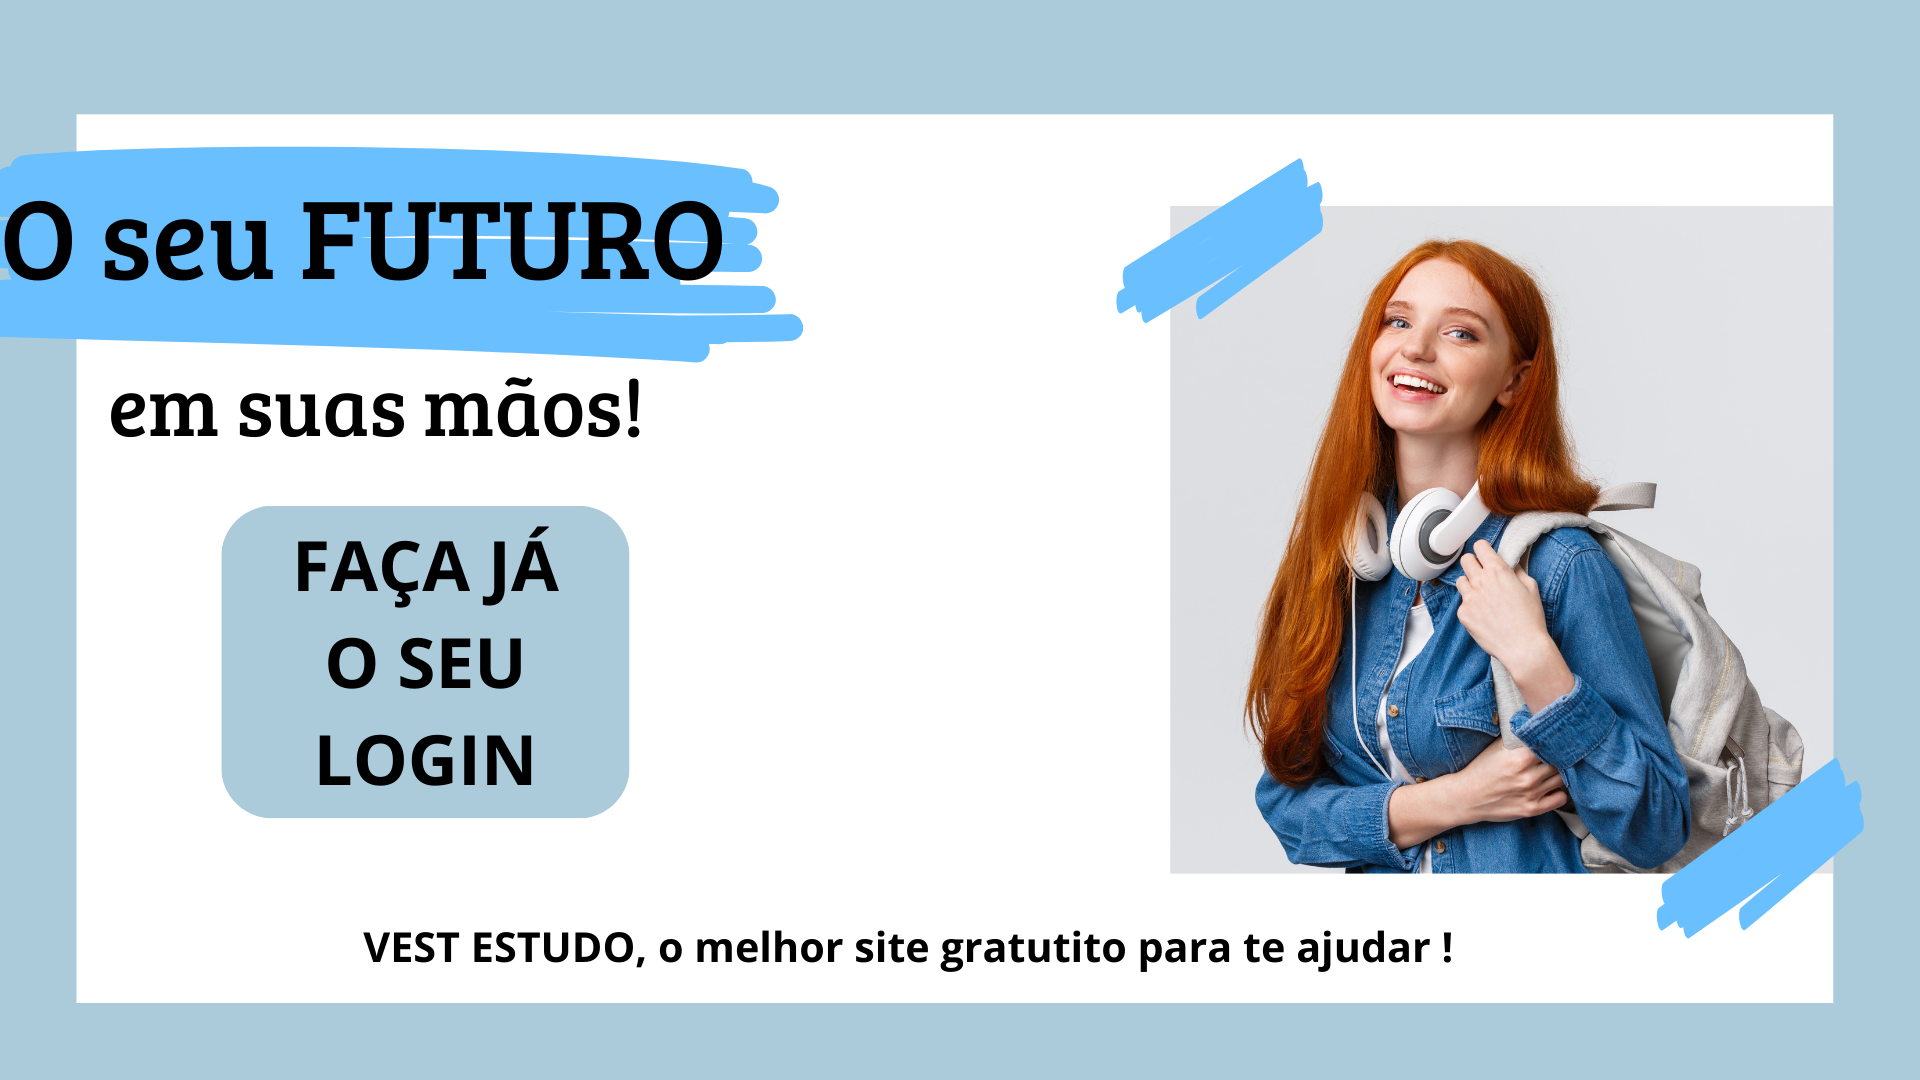 O seu FUTURO
em suas mãos!
FAÇA JÁ
O SEU
LOGIN
VEST ESTUDO, o melhor site gratutito para te ajudar !